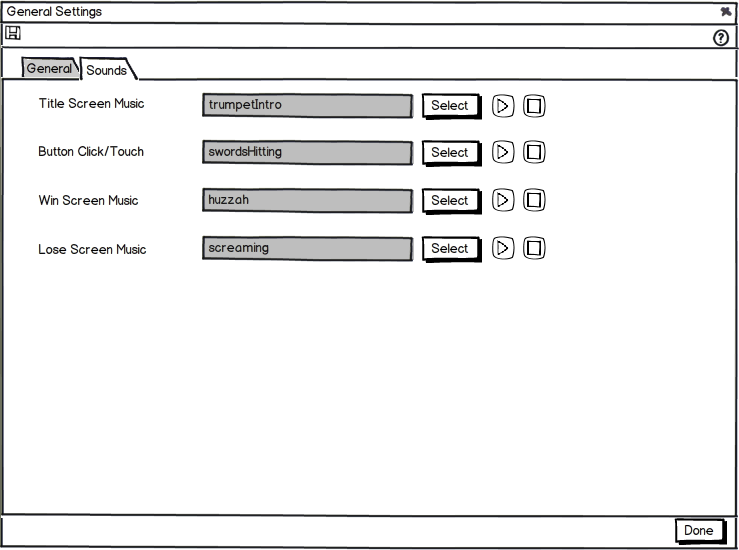 General Settings
?
General
Sounds
Title Screen Music trumpetIntro Select
Button Click/Touch swordsHitting Select
Win Screen Music huzzah Select
Lose Screen Music screaming Select
Done